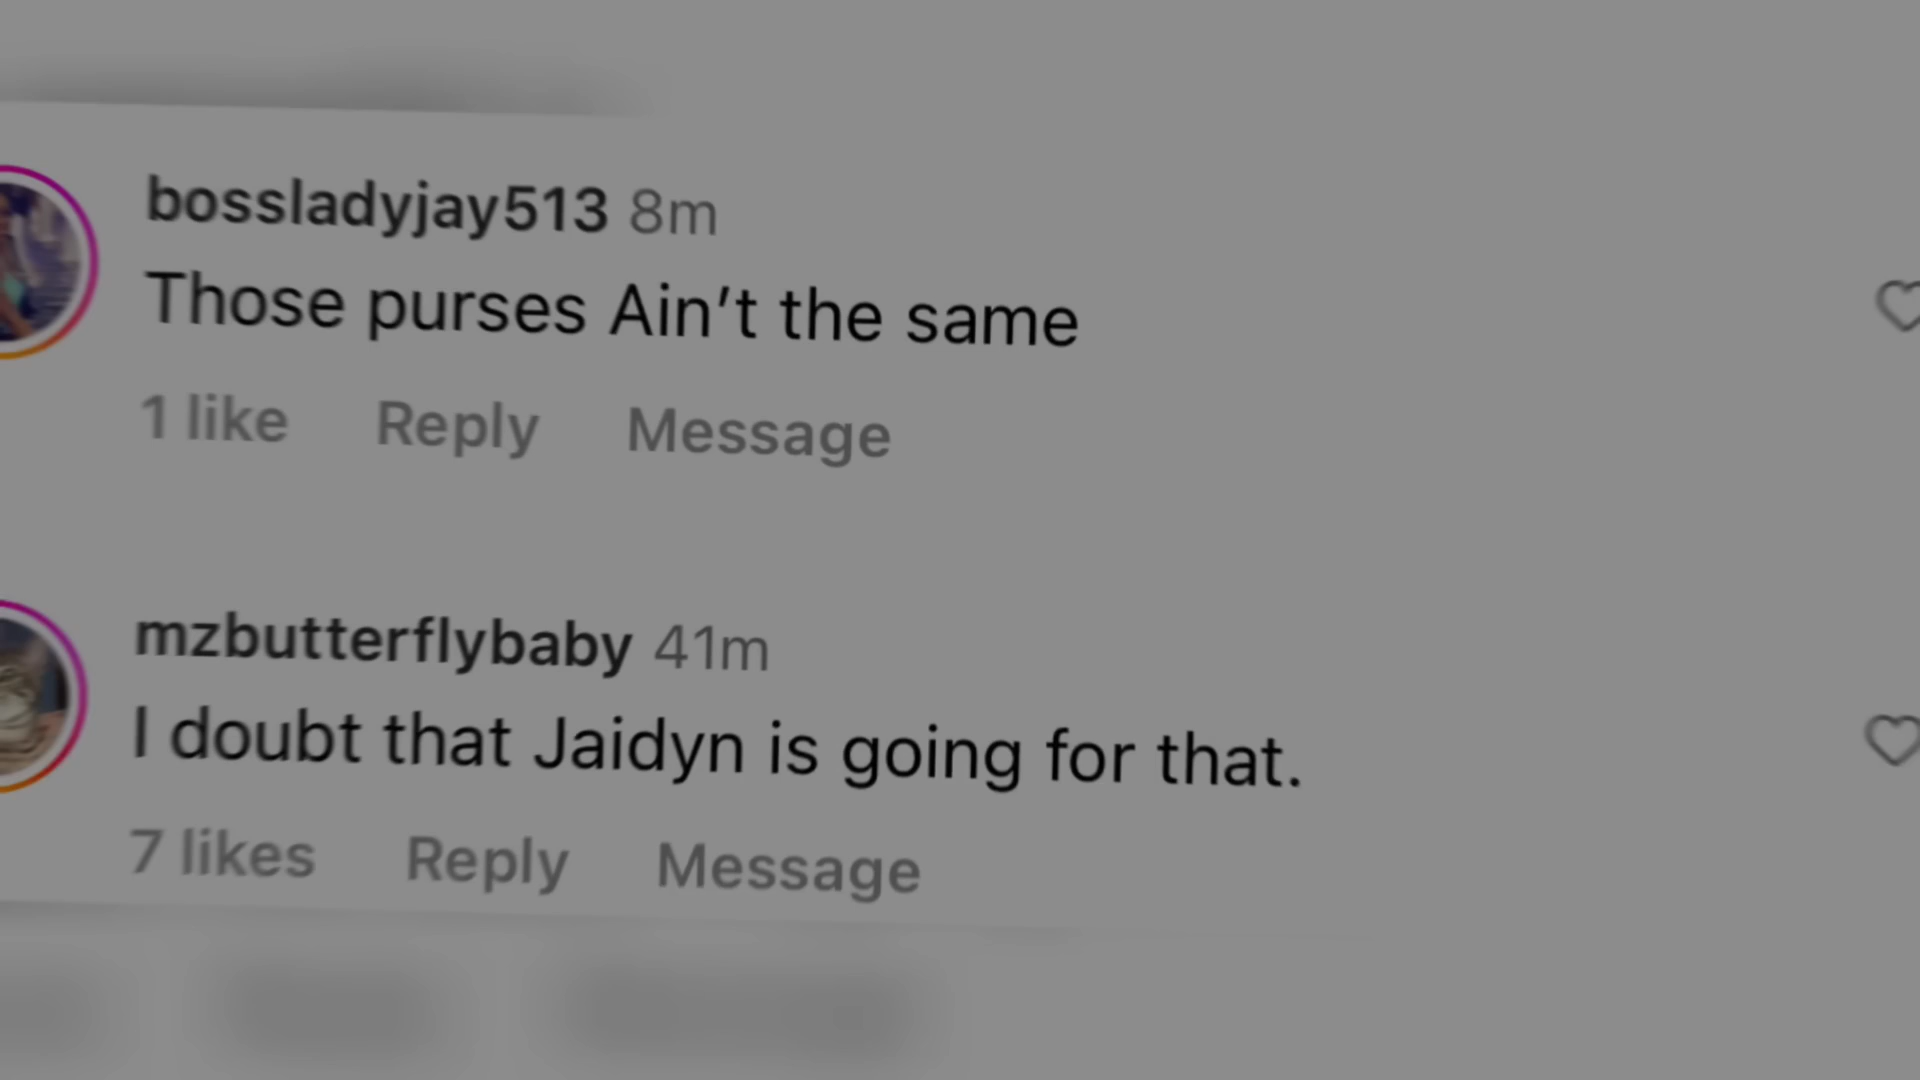 bossladyjay513 8m
Those purses Ain’t the same
1 like Reply Message
mzbutterflybaby 41m
I doubt that Jaidyn is going for that.
7 likes Reply Message